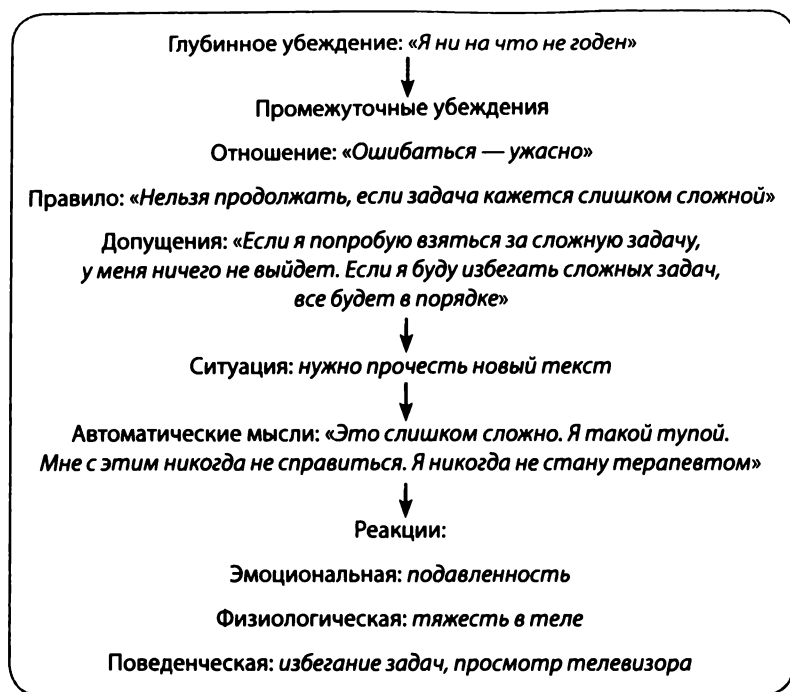 Глубинное убеждение: «Я ни на что не годен»
Промежуточные убеждения
Отношение: «Ошибаться — ужасно»
Правило: «Нельзя продолжать, если задача кажется слишком сложной»
Допущения: «Если я попробую взяться за сложную задачу,
у меня ничего не выйдет. Если я буду избегать сложных задач,
все будет в порядке»
Ситуация: нужно прочесть новый текст
Автоматические мысли: «Это слишком сложно. Я такой тупой.
Мне с этим никогда не справиться. Я никогда не стану терапевтом»
Реакции:
Эмоциональная: подавленность
Физиологическая: тяжесть в теле
Поведенческая: избегание задач, просмотр телевизора